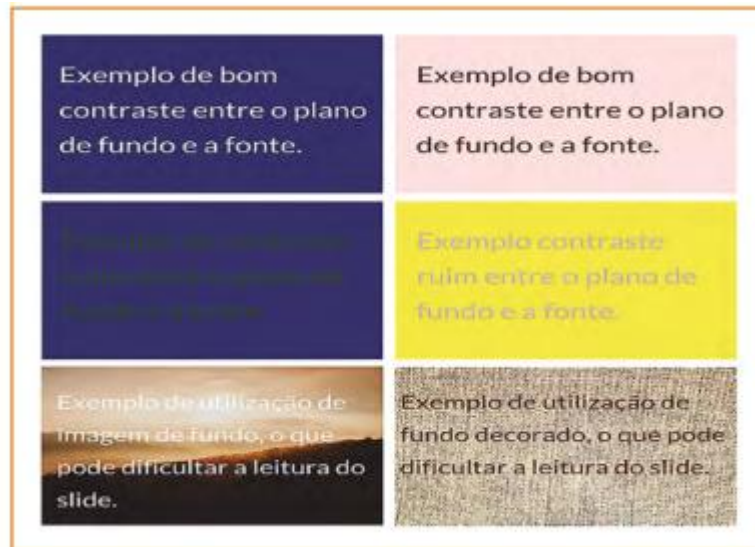 Exemplo de bom
contraste entre o plano
de fundo e a fonte.
Exemplo de bom
contraste entre o plano
de fundo e a fonte.
Exemplo contraste
ruim entre o plano de
fundo e a fonte.
Exemplo de utilização de
imagem de fundo, o que
pode dificultar a leitura do
slide.
Exemplo de utilização de
fundo decorado, o que pode
dificultar a leitura do slide.